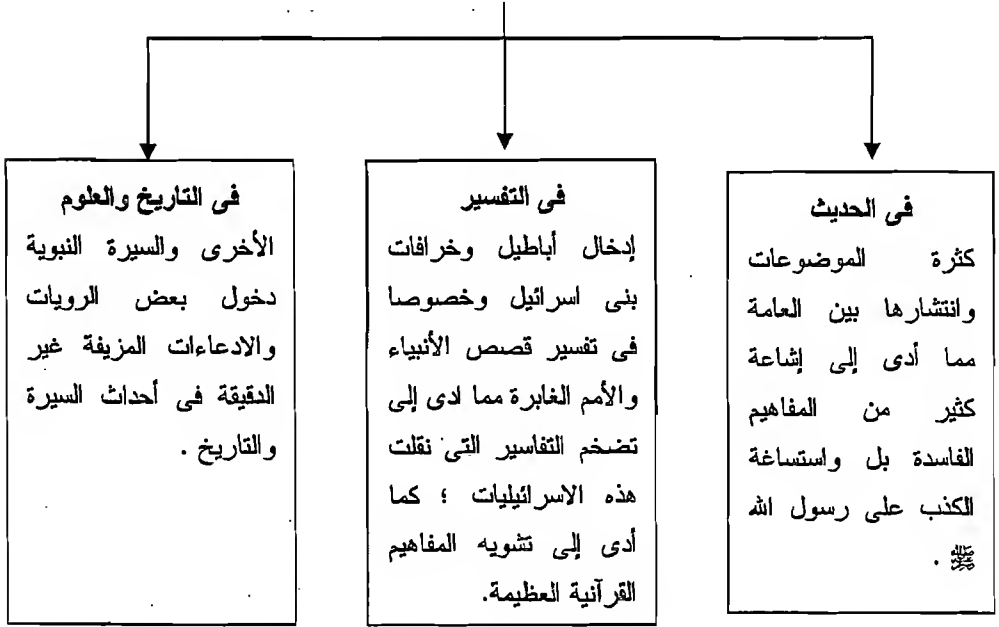 فى الحديث
كثرة الموضوعات
وانتشارها بين العامة
مما أدى إلى إشاعة
كثير من المفاهيم
الفاسدة بل واستساغة
الكذب على رسول الله
ﷺ .
فى التفسير
إدخال أباطيل وخرافات
بنى اسرائيل وخصوصا
فى تفسير قصص الأنبياء
والأمم الغابرة مما ادى إلى
تضخم التفاسير التى نقلت
هذه الاسرائيليات ؛ كما
أدى إلى تشويه المفاهيم
القرآنية العظيمة.
فى التاريخ والعلوم
الأخرى والسيرة النبوية
دخول بعض الرويات
والادعاءات المزيفة غير
الدقيقة فى أحداث السيرة
والتاريخ .